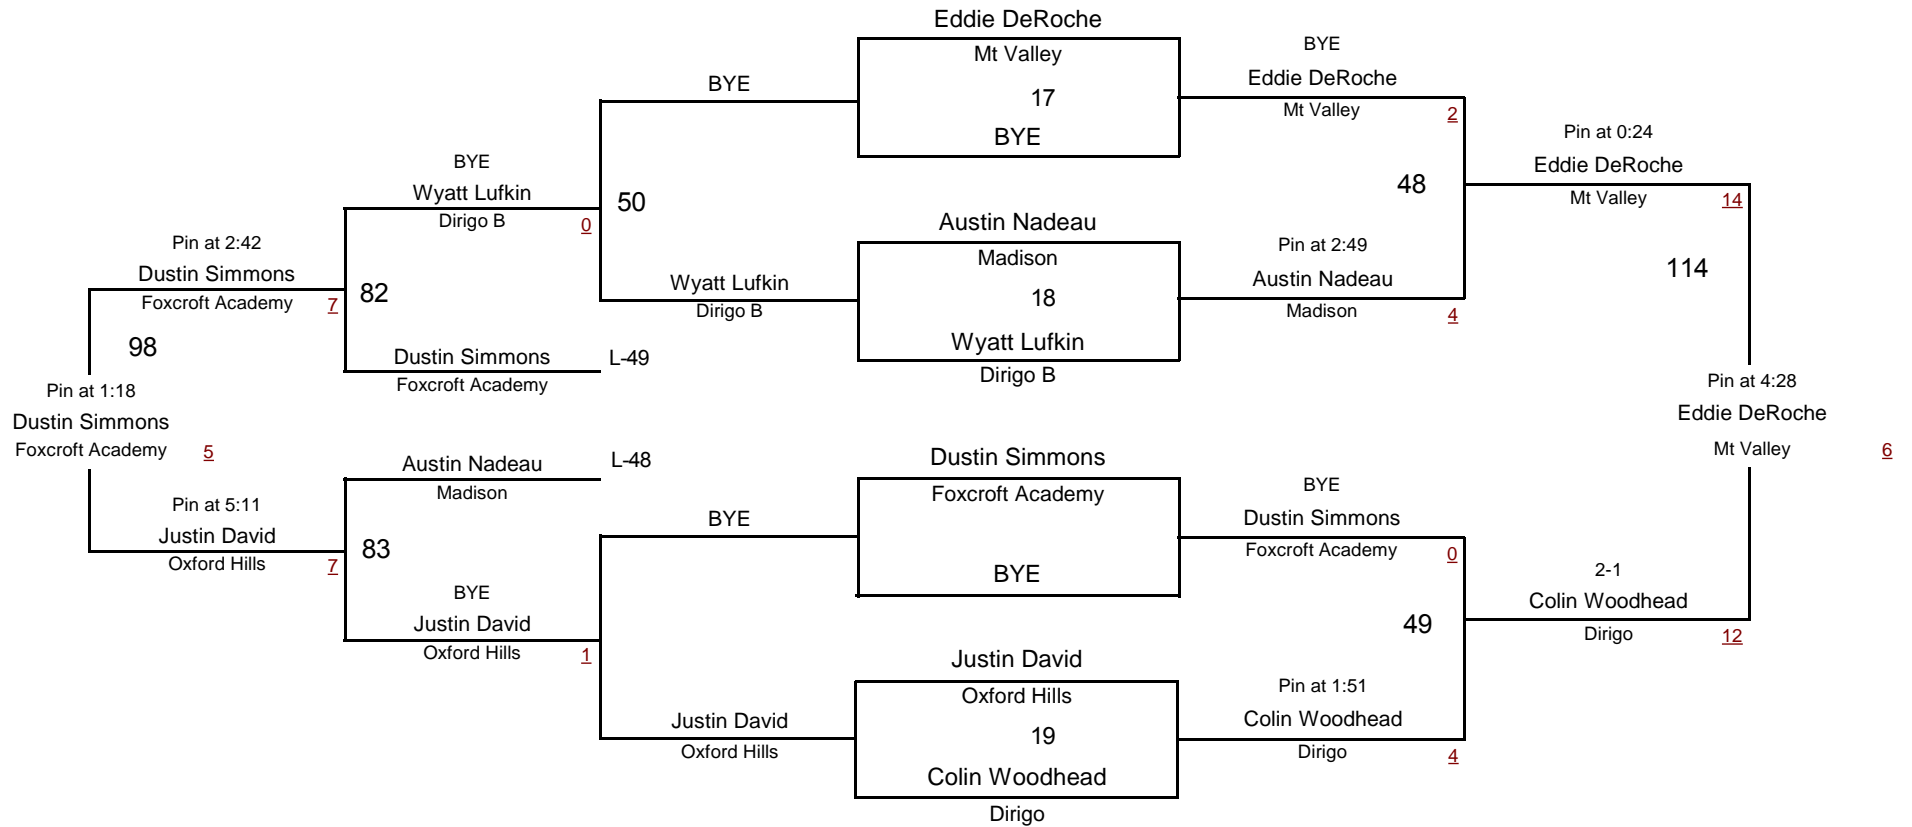 Eddie DeRoche
Mt Valley
17
BYE
Austin Nadeau
Madison
18
Wyatt Lufkin
Dirigo B
Dustin Simmons
Foxcroft Academy
BYE
Justin David
Oxford Hills
19
Colin Woodhead
Dirigo
BYE
Eddie DeRoche
Mt Valley
2
48
Pin at 2:49
Austin Nadeau
Madison
4
BYE
Dustin Simmons
Foxcroft Academy
0
49
Pin at 1:51
Colin Woodhead
Dirigo
4
Pin at 0:24
Eddie DeRoche
Mt Valley
14
114
2-1
Colin Woodhead
Dirigo
12
Pin at 4:28
Eddie DeRoche
Mt Valley
6
BYE
50
Wyatt Lufkin
Dirigo B
BYE
Justin David
Oxford Hills
BYE
Wyatt Lufkin
Dirigo B
0
82
Dustin Simmons
L-49
Foxcroft Academy
Austin Nadeau
L-48
Madison
83
BYE
Justin David
Oxford Hills
1
Pin at 2:42
Dustin Simmons
Foxcroft Academy
7
98
Pin at 5:11
Justin David
Oxford Hills
7
Pin at 1:18
Dustin Simmons
Foxcroft Academy
5